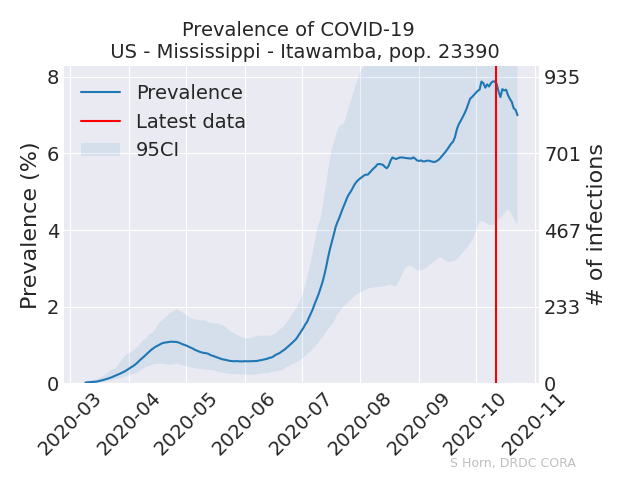 Prevalence of COVID-19
US - Mississippi - Itawamba, pop. 23390
Prevalence
Latest data
95CI
Prevalence (%)
8
6
4
2
0
935
701
467
233
0
# of infections
2020-03
2020-04
2020-05
2020-06
2020-07
2020-08
2020-09
2020-10
2020-11
S Horn, DRDC CORA